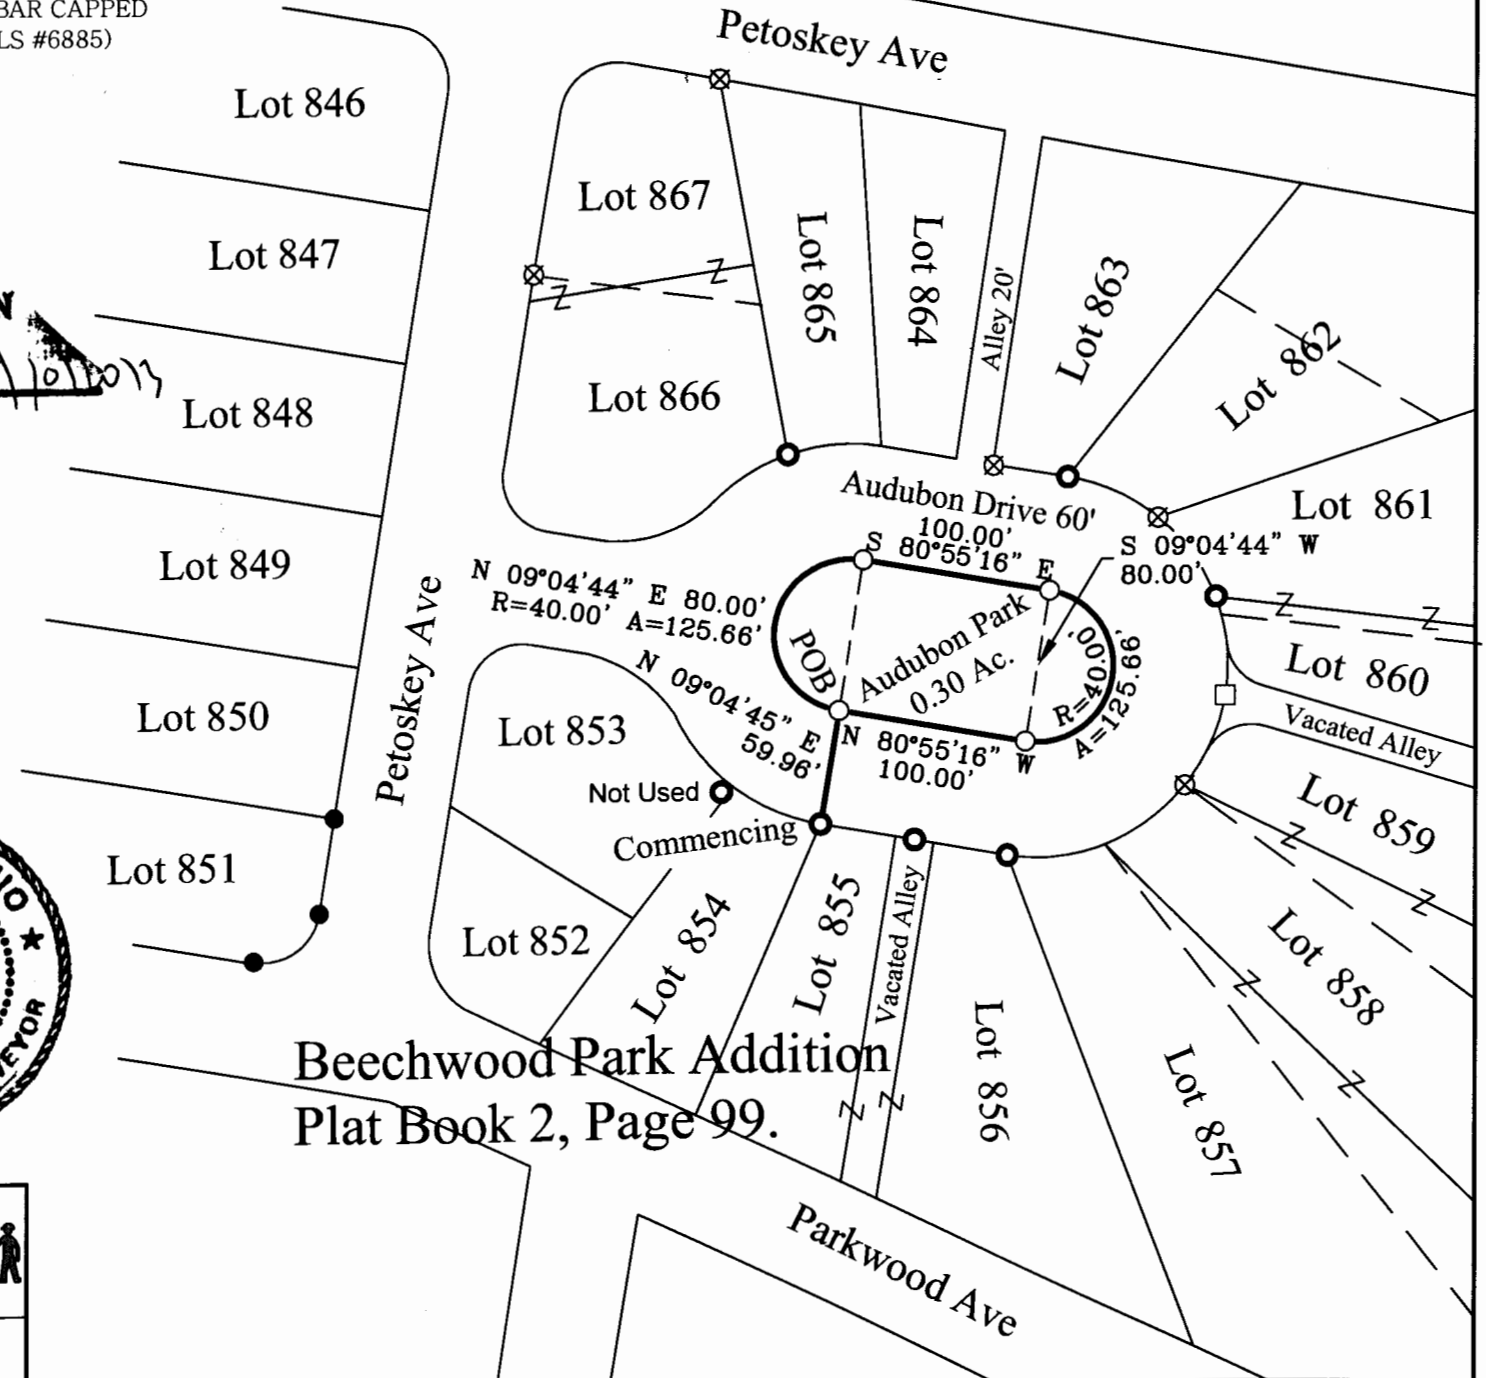 BAR CAPPED
LS #6885)
Petoskey Ave
Lot 846
Lot 847
Lot 848
Lot 849
Lot 850
Lot 851
Petoskey Ave
Lot 867
Lot 866
Lot 865
Lot 864
Alley 20'
Lot 863
Lot 862
Lot 861
Audubon Drive 60'
100.00'
S 80°55'16" E
S 09°04'44" W
80.00'
N 09°04'44" E 80.00'
R=40.00' A=125.66'
POB
Audubon Park
0.30 Ac.
R=40.00'
A=125.66'
N 09°04'45" E
59.96'
N 80°55'16" W
100.00'
Lot 860
Vacated Alley
Lot 859
Lot 853
Not Used
Commencing
Lot 852
Lot 854
Lot 855
Vacated Alley
Lot 856
Lot 857
Lot 858
Beechwood Park Addition
Plat Book 2, Page 99.
Parkwood Ave
Z
Z
Z
Z
Z
Z
Z
Z
Z
Z